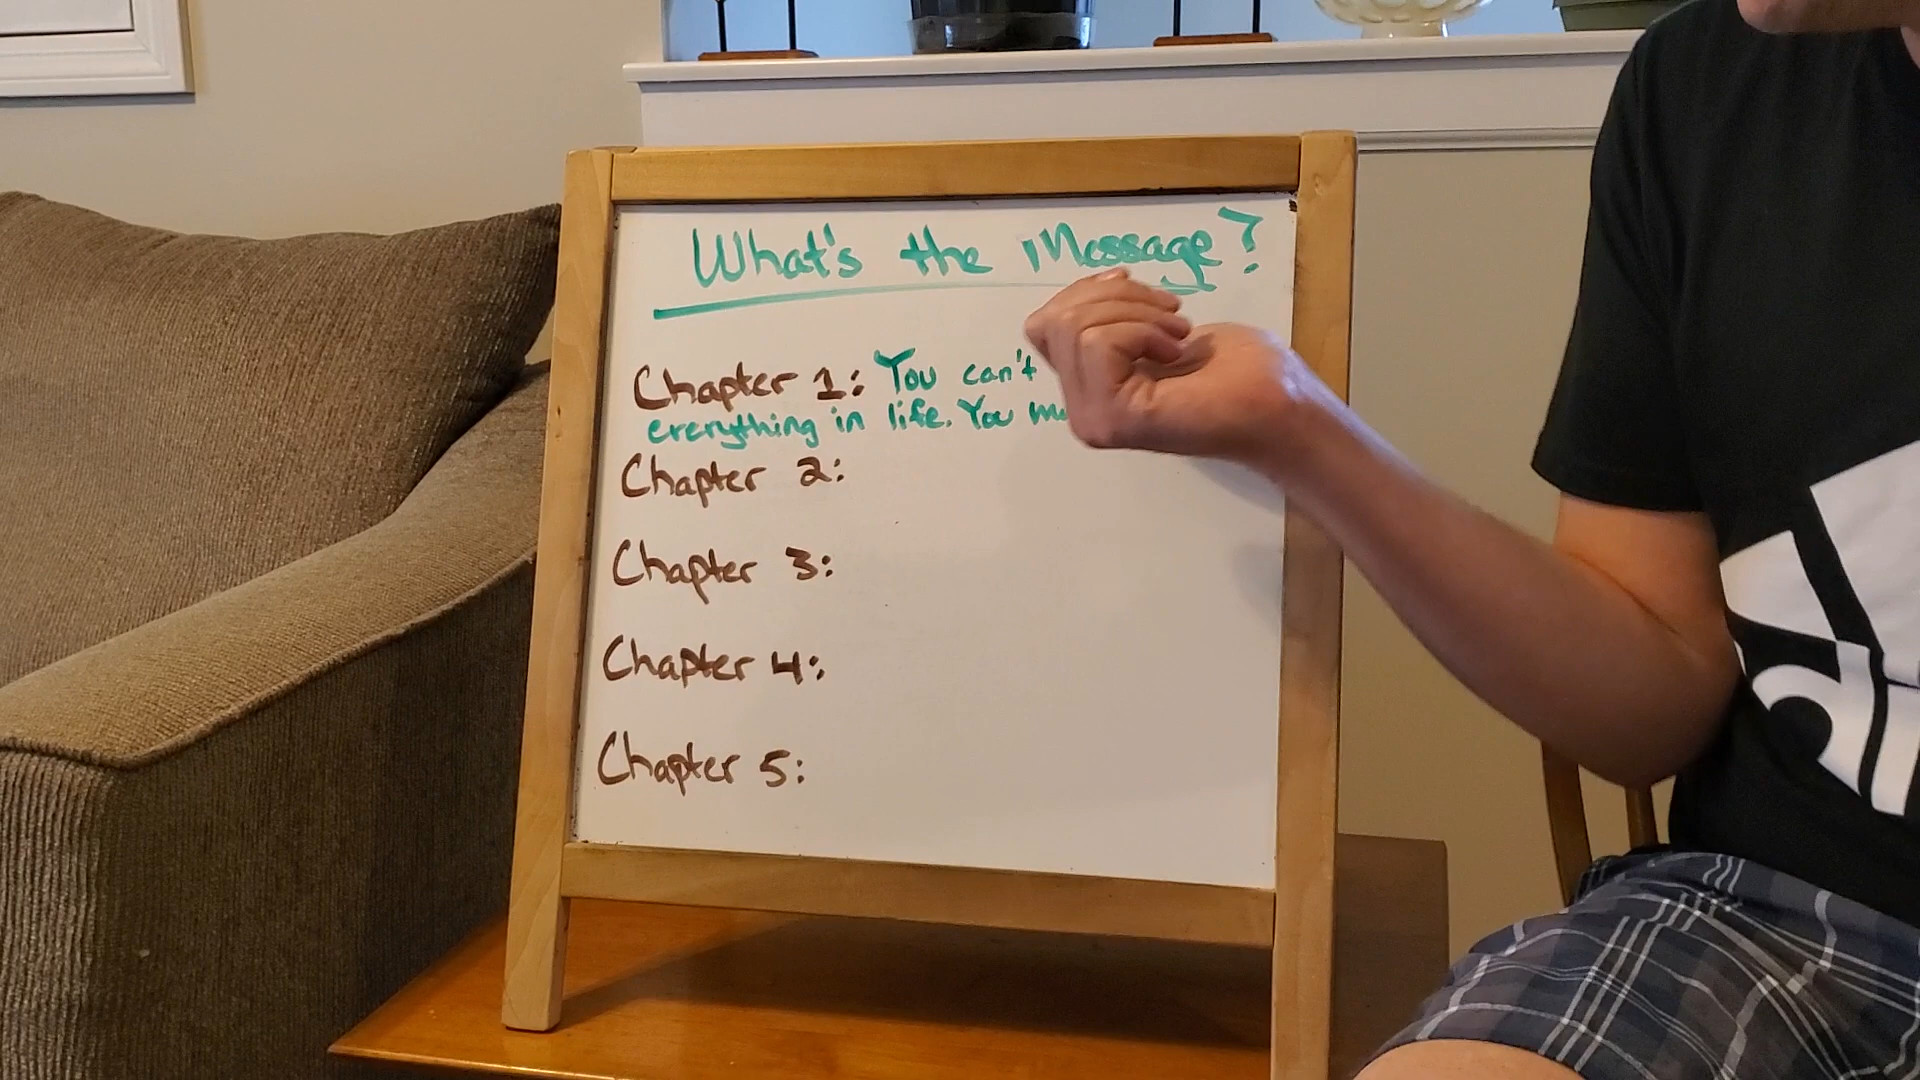 What's the Message?
Chapter 1: You can't
everything in life. You
Chapter 2:
Chapter 3:
Chapter 4:
Chapter 5: